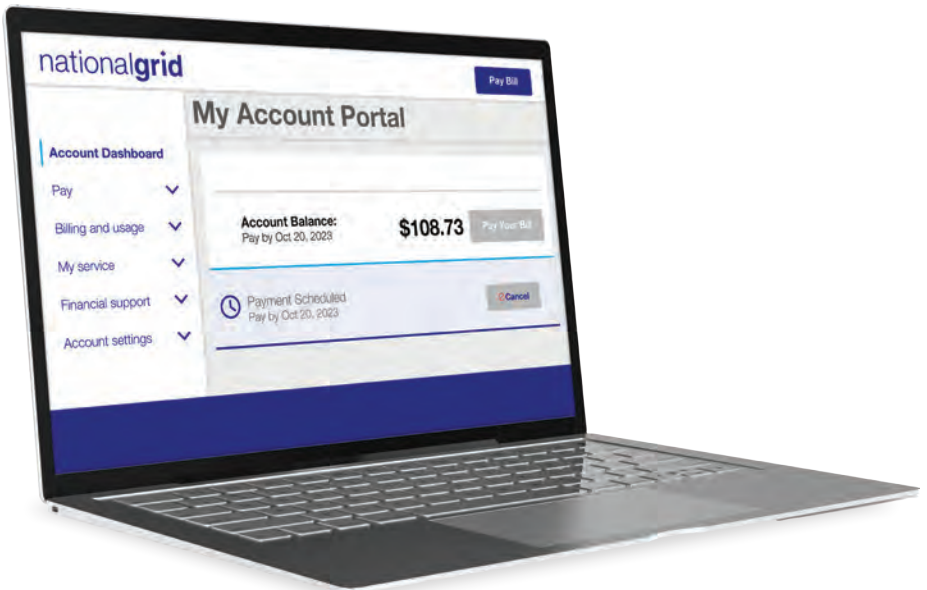 nationalgrid
Pay Bill
My Account Portal
Account Dashboard
Pay
Billing and usage
My service
Financial support
Account settings
Account Balance:
Pay by Oct 20, 2023
$108.73
Pay Your Bill
Payment Scheduled
Pay by Oct 20, 2023
Cancel